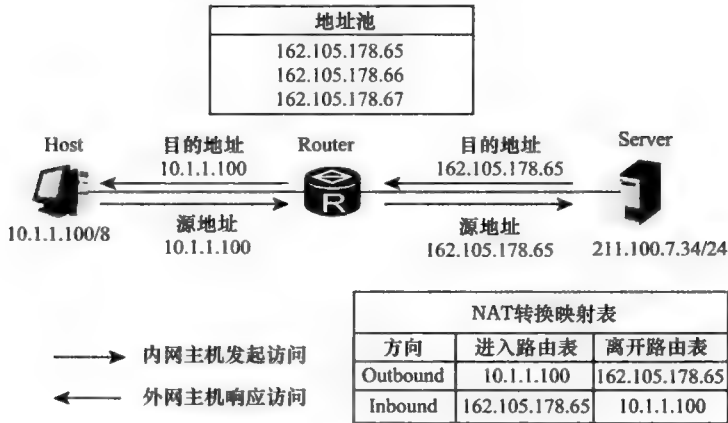 地址池
162.105.178.65
162.105.178.66
162.105.178.67
Host
目的地址
10.1.1.100
Router
目的地址
162.105.178.65
Server
R
10.1.1.100/8
源地址
10.1.1.100
源地址
162.105.178.65
211.100.7.34/24
内网主机发起访问
外网主机响应访问
NAT转换映射表
方向 进入路由表 离开路由表
Outbound 10.1.1.100 162.105.178.65
Inbound 162.105.178.65 10.1.1.100